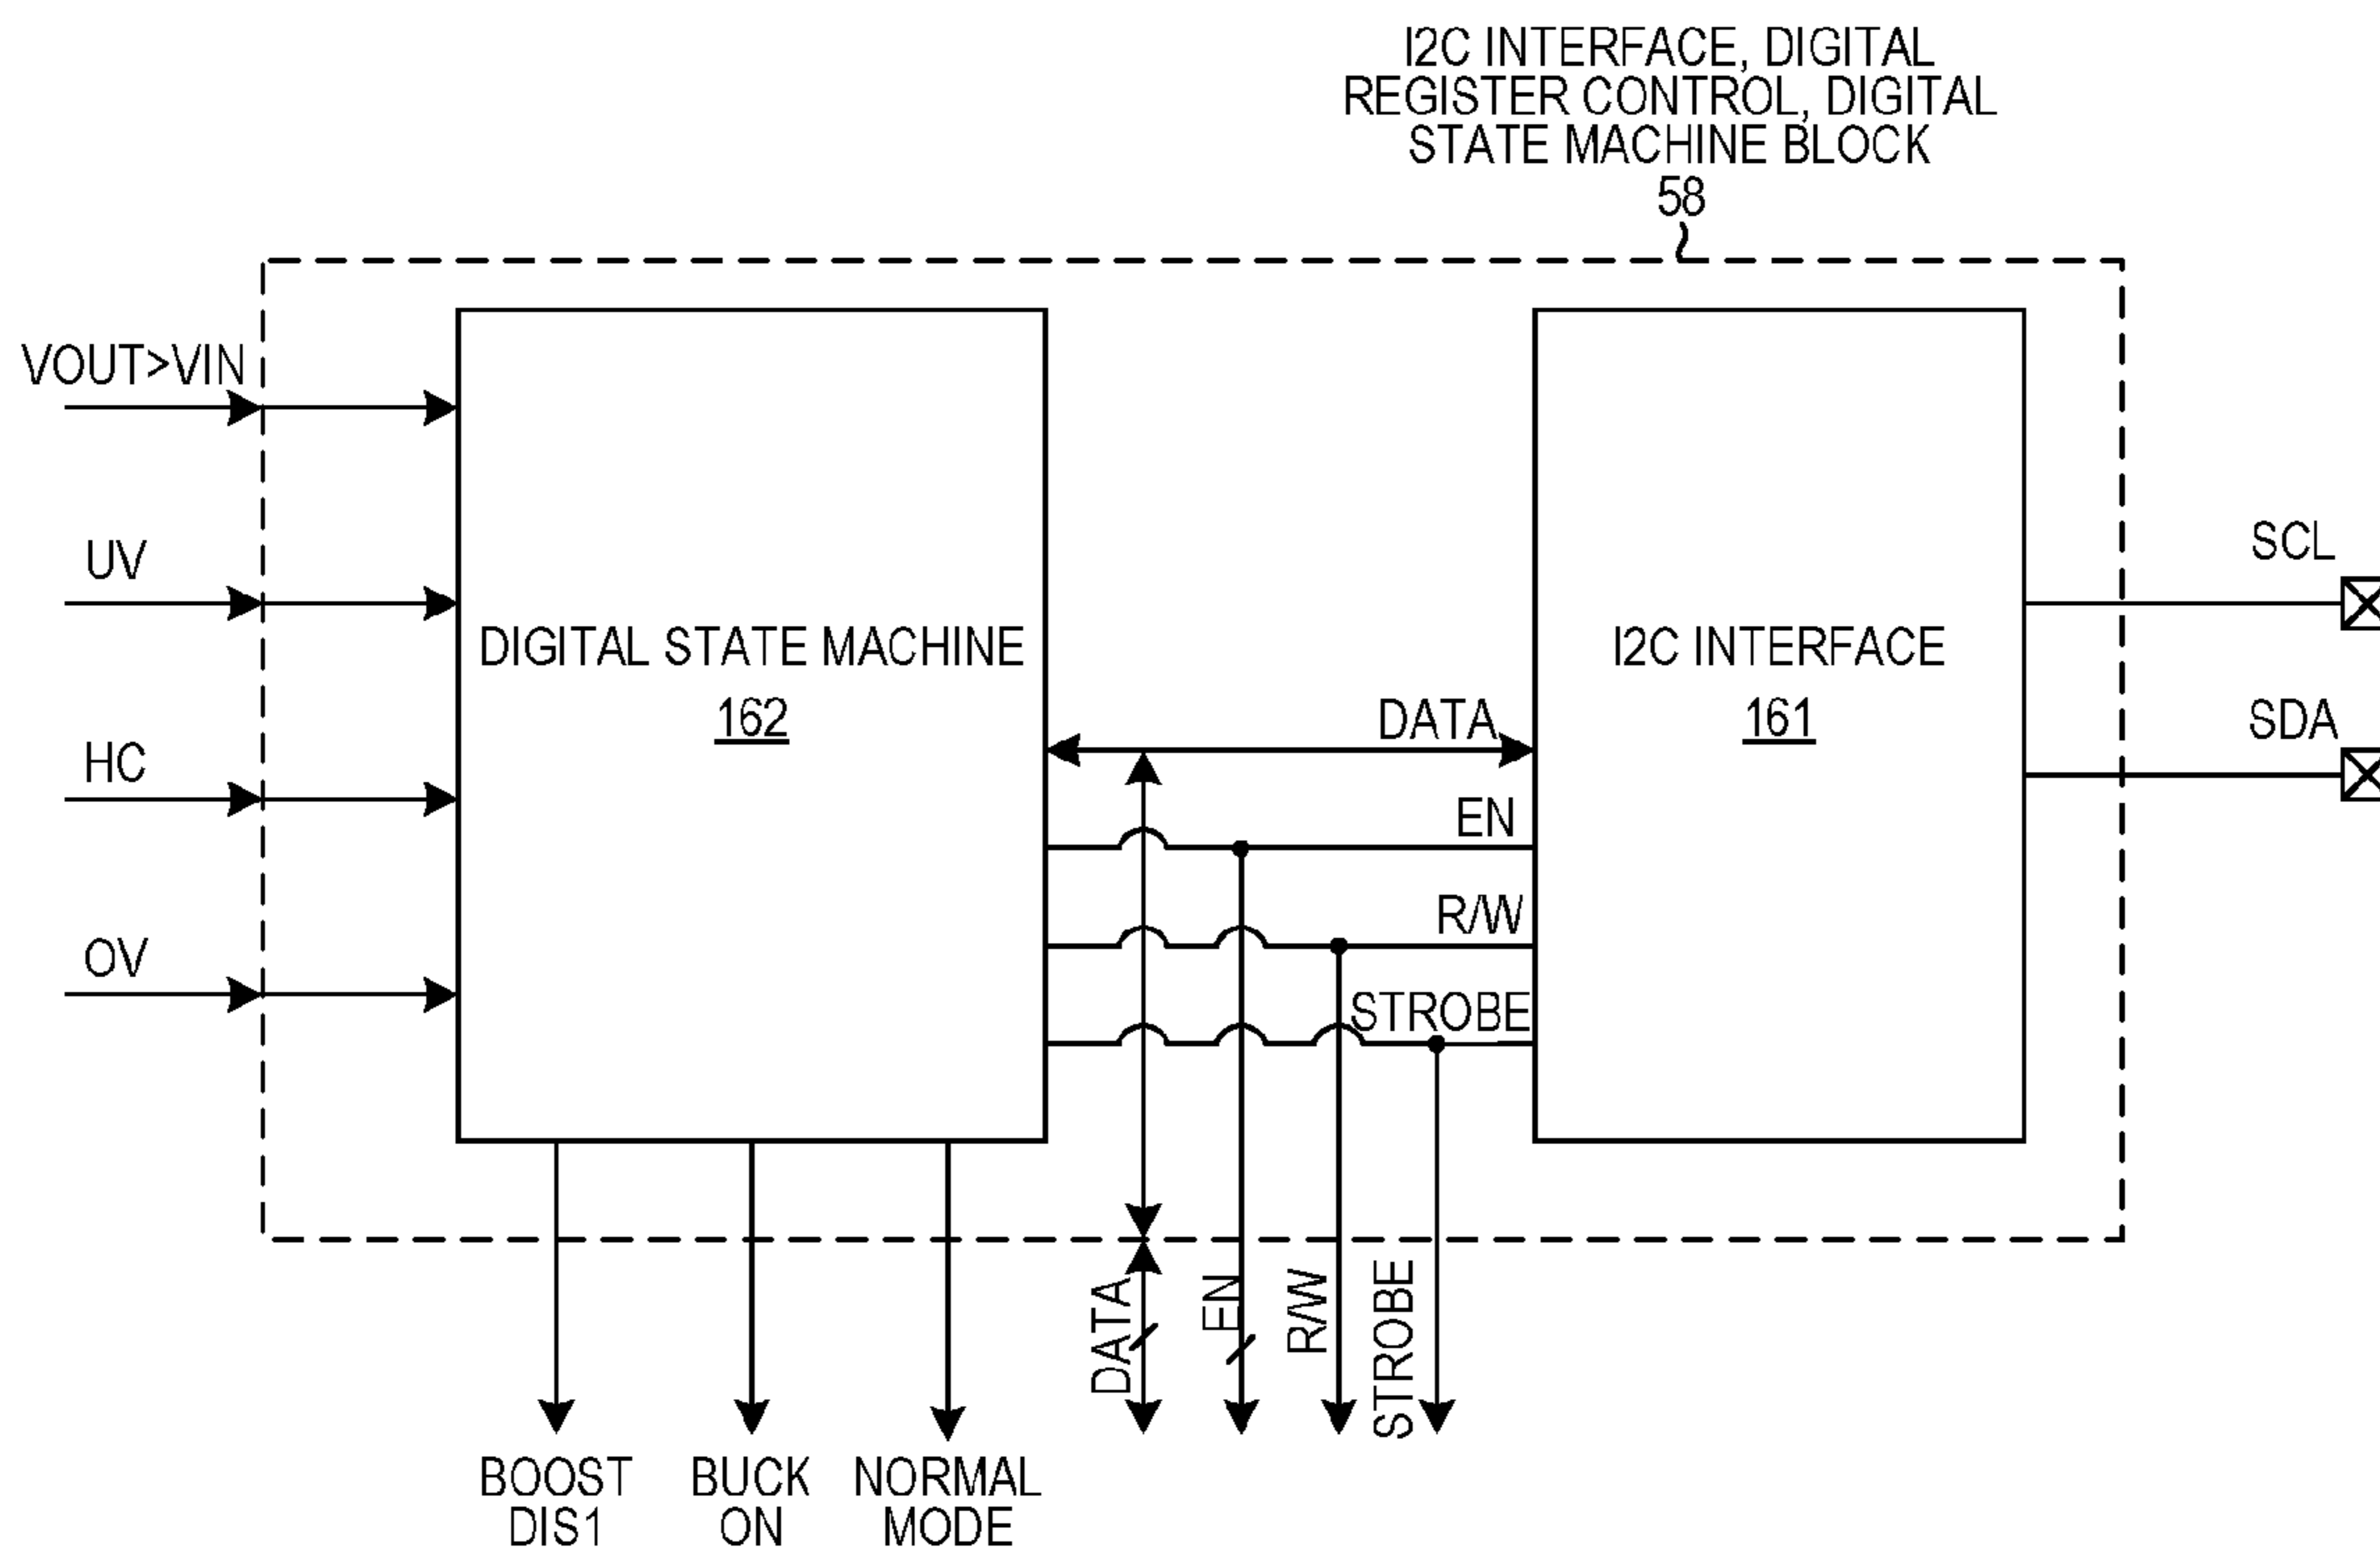 I2C INTERFACE, DIGITAL
REGISTER CONTROL, DIGITAL
STATE MACHINE BLOCK
58
VOUT>VIN
UV
HC
OV
DIGITAL STATE MACHINE
162
DATA
EN
R/W
STROBE
I2C INTERFACE
161
SCL
SDA
BOOST
DIS1
BUCK
ON
NORMAL
MODE
DATA
EN
R/W
STROBE